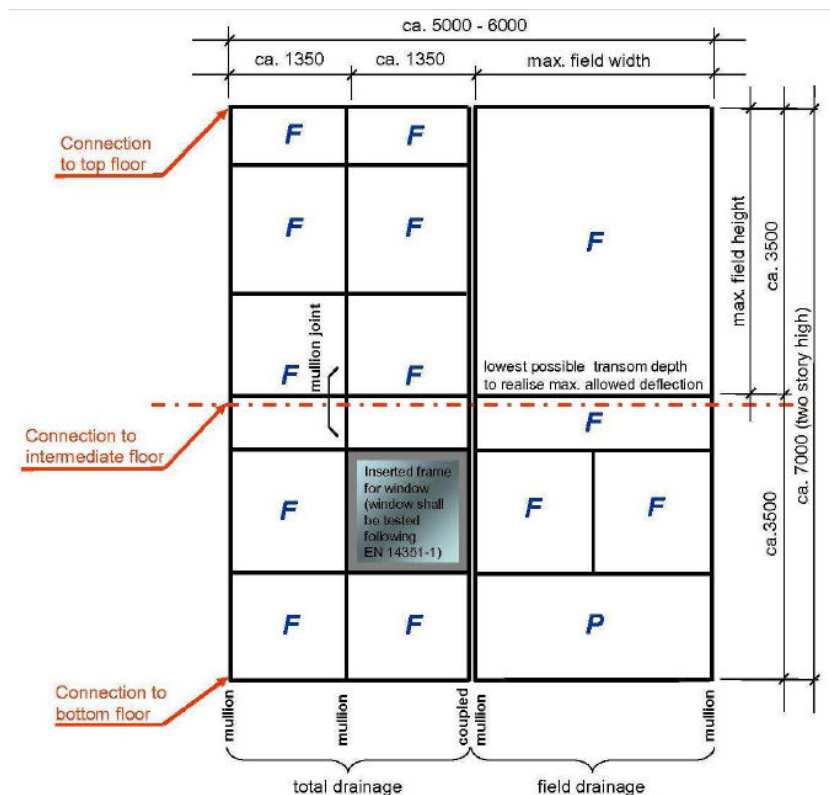 ca. 5000 - 6000
ca. 1350
ca. 1350
max. field width
Connection
to top floor
F
F
F
F
F
max. field height
ca. 3500
ca. 7000 (two story high)
mullion joint
F
F
lowest possible transom depth
to realise max. allowed deflection
Connection to
intermediate floor
F
Inserted frame
for window
(window shall
be tested
following
EN 14351-1)
F
F
F
ca.3500
F
F
P
Connection to
bottom floor
mullion
mullion
coupled
mullion
mullion
total drainage
field drainage